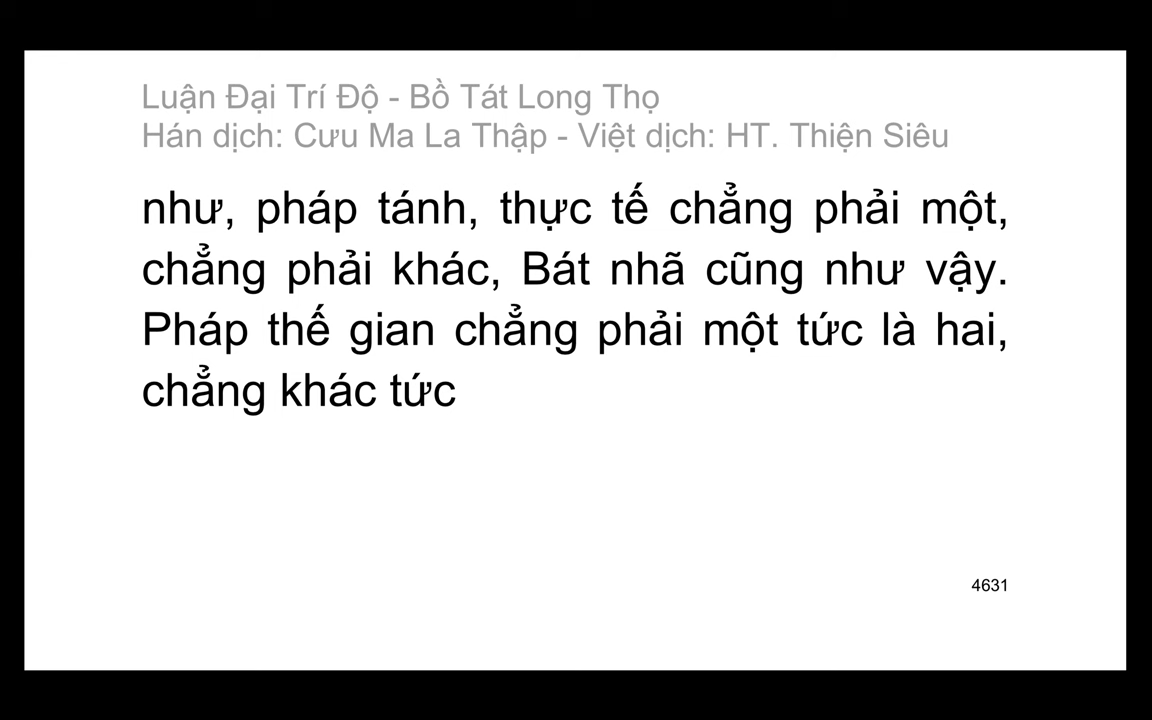 Luận Đại Trí Độ - Bồ Tát Long Thọ
Hán dịch: Cưu Ma La Thập - Việt dịch: HT. Thiện Siêu
như, pháp tánh, thực tế chẳng phải một,
chẳng phải khác, Bát nhã cũng như vậy.
Pháp thế gian chẳng phải một tức là hai,
chẳng khác tức
4631